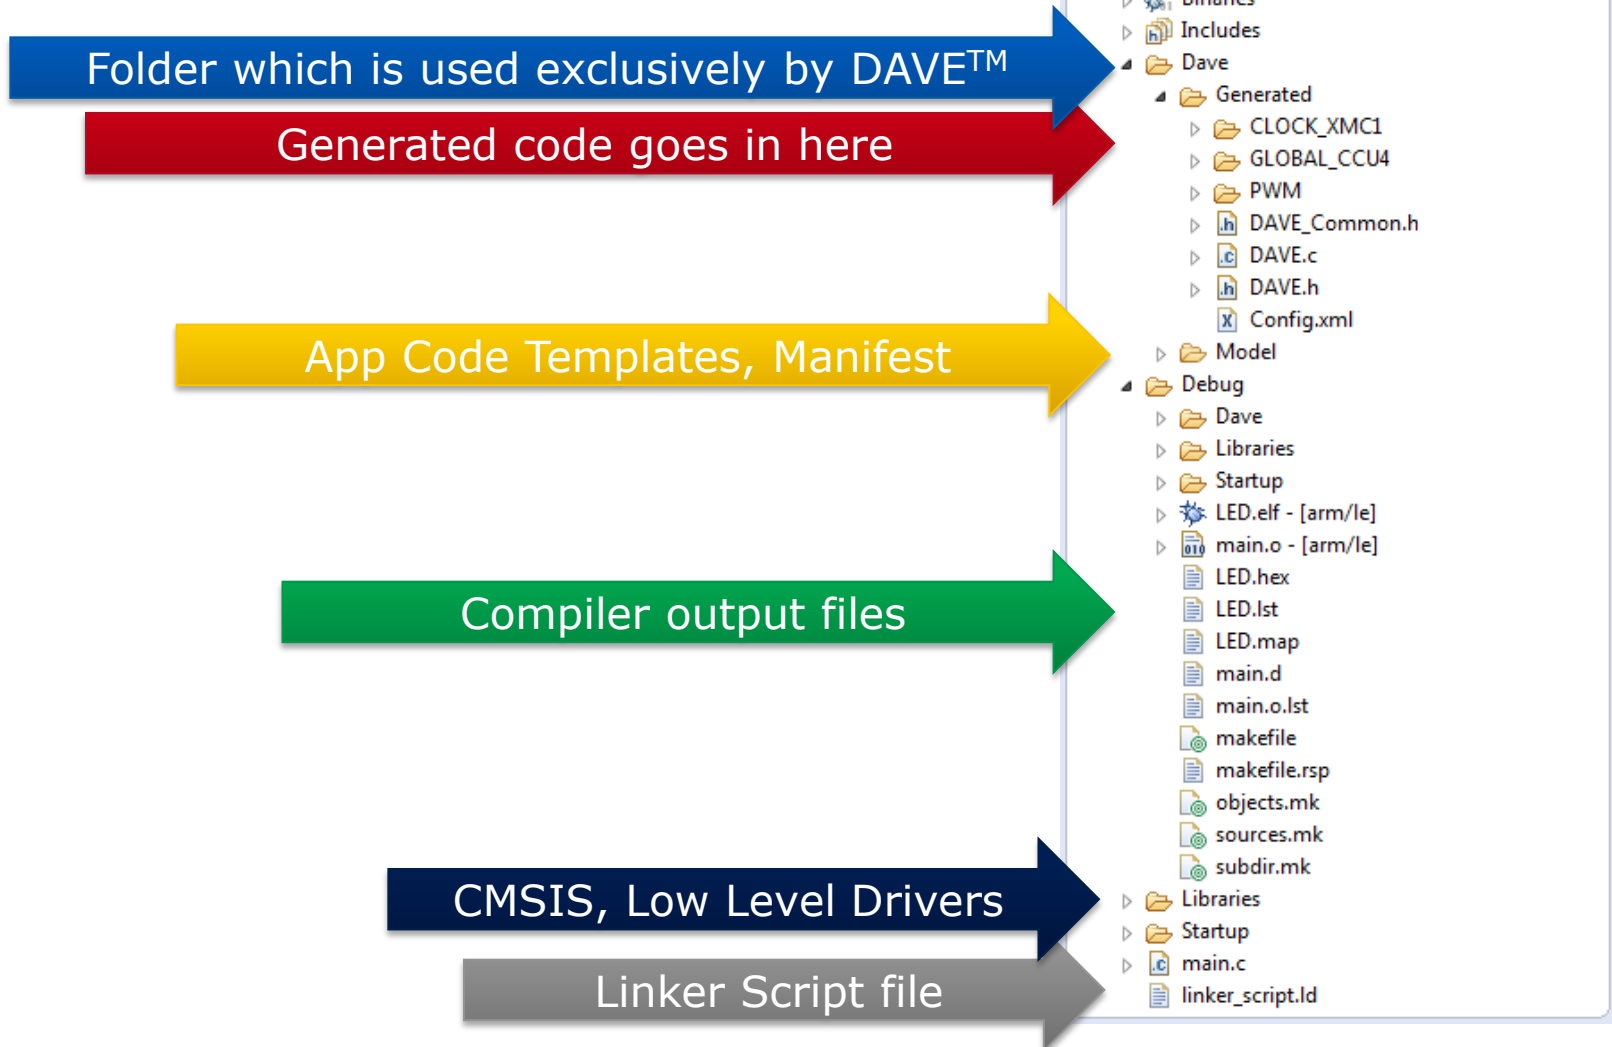 Binaries
Includes
Folder which is used exclusively by DAVE™
Dave
Generated
Generated code goes in here
CLOCK_XMC1
GLOBAL_CCU4
PWM
DAVE_Common.h
DAVE.c
DAVE.h
Config.xml
App Code Templates, Manifest
Model
Debug
Dave
Libraries
Startup
LED.elf - [arm/le]
main.o - [arm/le]
LED.hex
Compiler output files
LED.lst
LED.map
main.d
main.o.lst
makefile
makefile.rsp
objects.mk
sources.mk
subdir.mk
CMSIS, Low Level Drivers
Libraries
Startup
main.c
Linker Script file
linker_script.ld